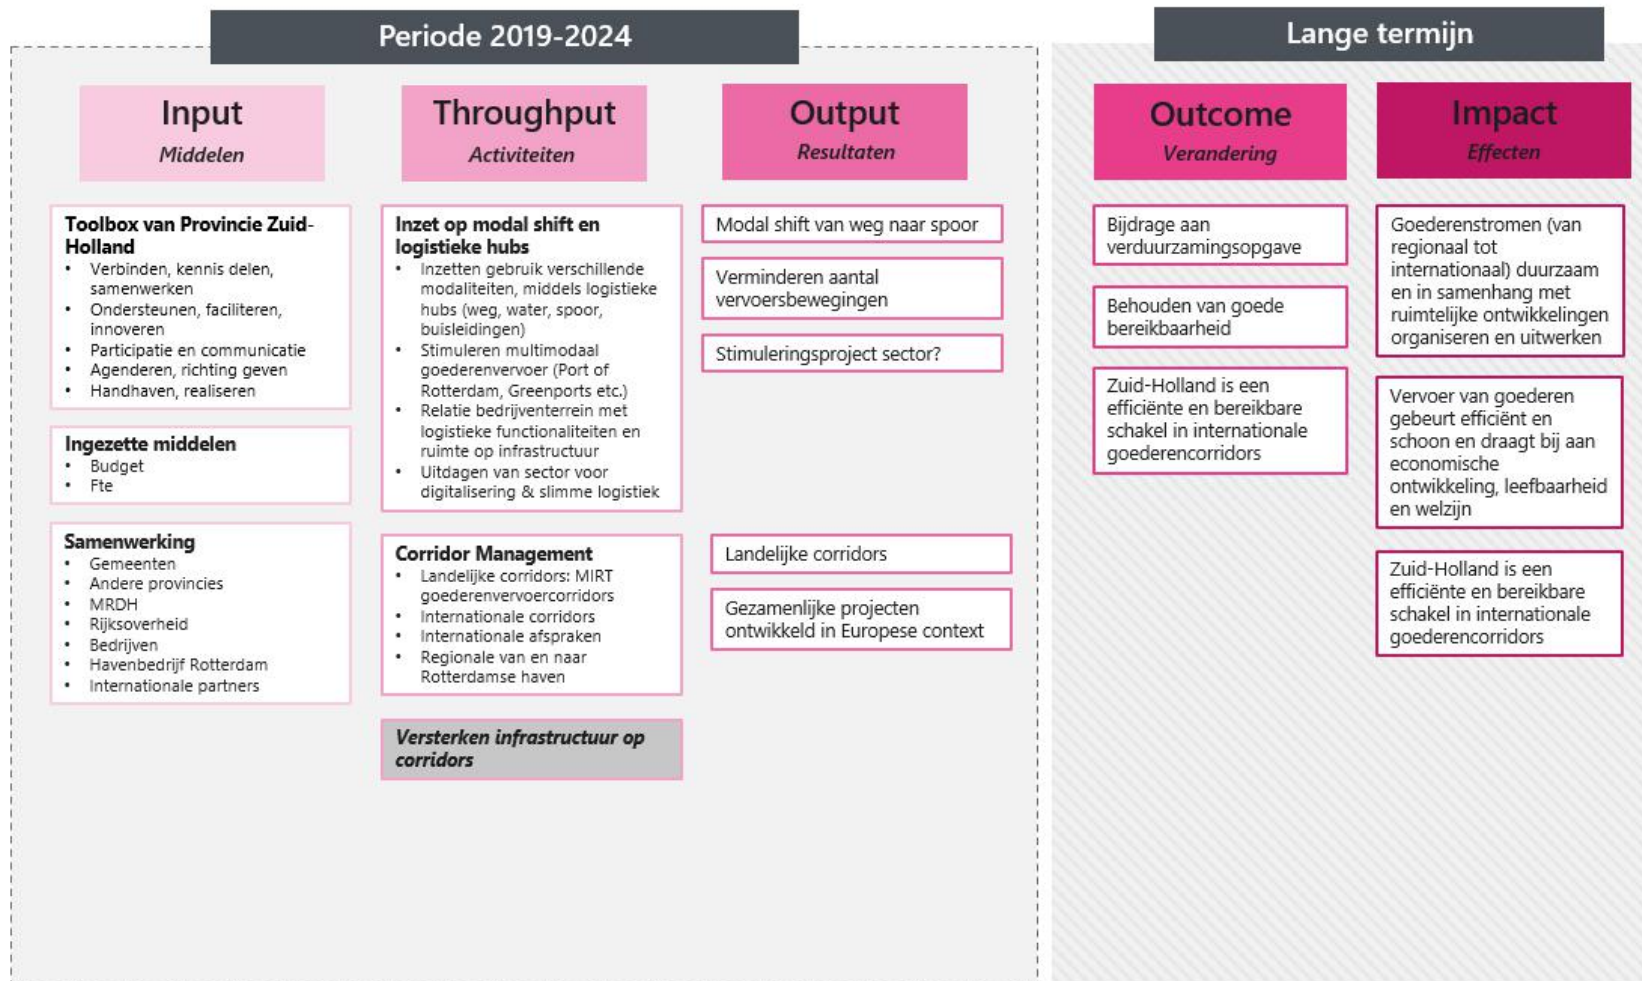 Periode 2019-2024
Lange termijn
Input
Middelen
Throughput
Activiteiten
Output
Resultaten
Outcome
Verandering
Impact
Effecten
Toolbox van Provincie Zuid-
Holland
• Verbinden, kennis delen,
samenwerken
• Ondersteunen, faciliteren,
innoveren
• Participatie en communicatie
• Agenderen, richting geven
• Handhaven, realiseren
Ingezette middelen
• Budget
• Fte
Samenwerking
• Gemeenten
• Andere provincies
• MRDH
• Rijksoverheid
• Bedrijven
• Havenbedrijf Rotterdam
• Internationale partners
Inzet op modal shift en
logistieke hubs
• Inzetten gebruik verschillende
modaliteiten, middels logistieke
hubs (weg, water, spoor,
buisleidingen)
• Stimuleren multimodaal
goederenvervoer (Port of
Rotterdam, Greenports etc.)
• Relatie bedrijventerrein met
logistieke functionaliteiten en
ruimte op infrastructuur
• Uitdagen van sector voor
digitalisering & slimme logistiek
Corridor Management
• Landelijke corridors: MIRT
goederenvervoercorridors
• Internationale corridors
• Internationale afspraken
• Regionale van en naar
Rotterdamse haven
Versterken infrastructuur op
corridors
Modal shift van weg naar spoor
Verminderen aantal
vervoersbewegingen
Stimuleringsproject sector?
Landelijke corridors
Gezamenlijke projecten
ontwikkeld in Europese context
Bijdrage aan
verduurzamingsopgave
Behouden van goede
bereikbaarheid
Zuid-Holland is een
efficiënte en bereikbare
schakel in internationale
goederencorridors
Goederenstromen (van
regionaal tot
internationaal) duurzaam
en in samenhang met
ruimtelijke ontwikkelingen
organiseren en uitwerken
Vervoer van goederen
gebeurt efficiënt en
schoon en draagt bij aan
economische
ontwikkeling, leefbaarheid
en welzijn
Zuid-Holland is een
efficiënte en bereikbare
schakel in internationale
goederencorridors